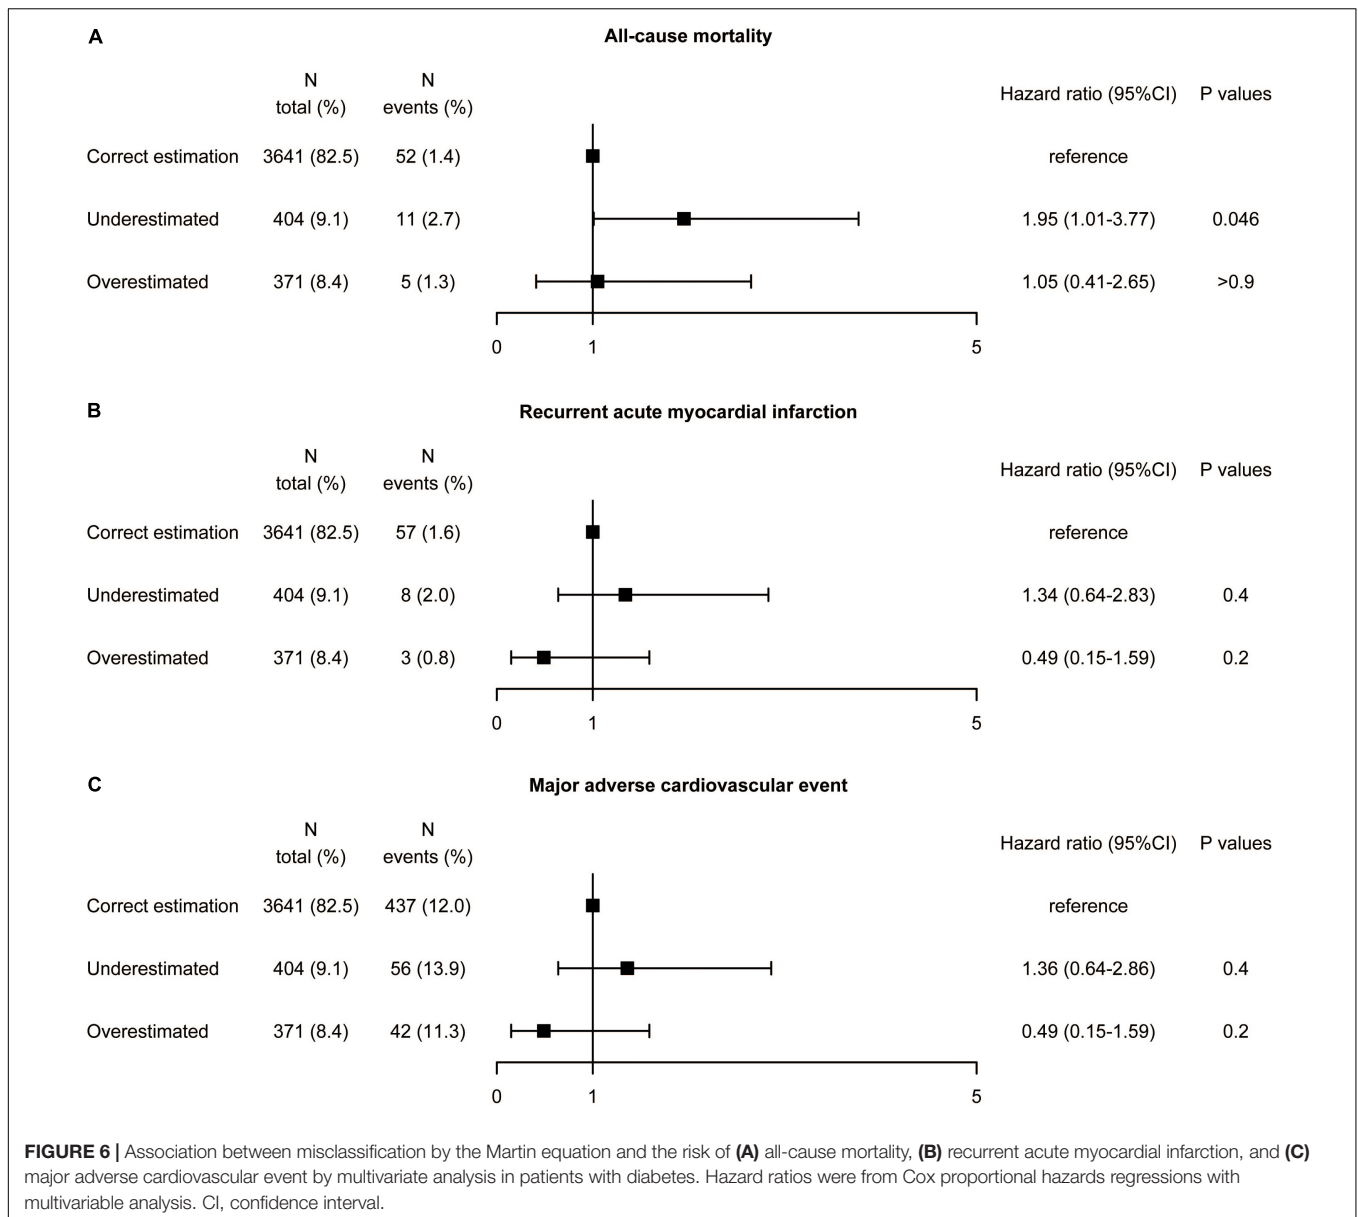 A All-cause mortality
N N
total (%) events (%) Hazard ratio (95%CI) P values
Correct estimation 3641 (82.5) 52 (1.4) reference
Underestimated 404 (9.1) 11 (2.7) 1.95 (1.01-3.77) 0.046
Overestimated 371 (8.4) 5 (1.3) 1.05 (0.41-2.65) >0.9
0 1 5
B Recurrent acute myocardial infarction
N N
total (%) events (%) Hazard ratio (95%CI) P values
Correct estimation 3641 (82.5) 57 (1.6) reference
Underestimated 404 (9.1) 8 (2.0) 1.34 (0.64-2.83) 0.4
Overestimated 371 (8.4) 3 (0.8) 0.49 (0.15-1.59) 0.2
0 1 5
C Major adverse cardiovascular event
N N
total (%) events (%) Hazard ratio (95%CI) P values
Correct estimation 3641 (82.5) 437 (12.0) reference
Underestimated 404 (9.1) 56 (13.9) 1.36 (0.64-2.86) 0.4
Overestimated 371 (8.4) 42 (11.3) 0.49 (0.15-1.59) 0.2
0 1 5
FIGURE 6 | Association between misclassification by the Martin equation and the risk of (A) all-cause mortality, (B) recurrent acute myocardial infarction, and (C)
major adverse cardiovascular event by multivariate analysis in patients with diabetes. Hazard ratios were from Cox proportional hazards regressions with
multivariable analysis. CI, confidence interval.